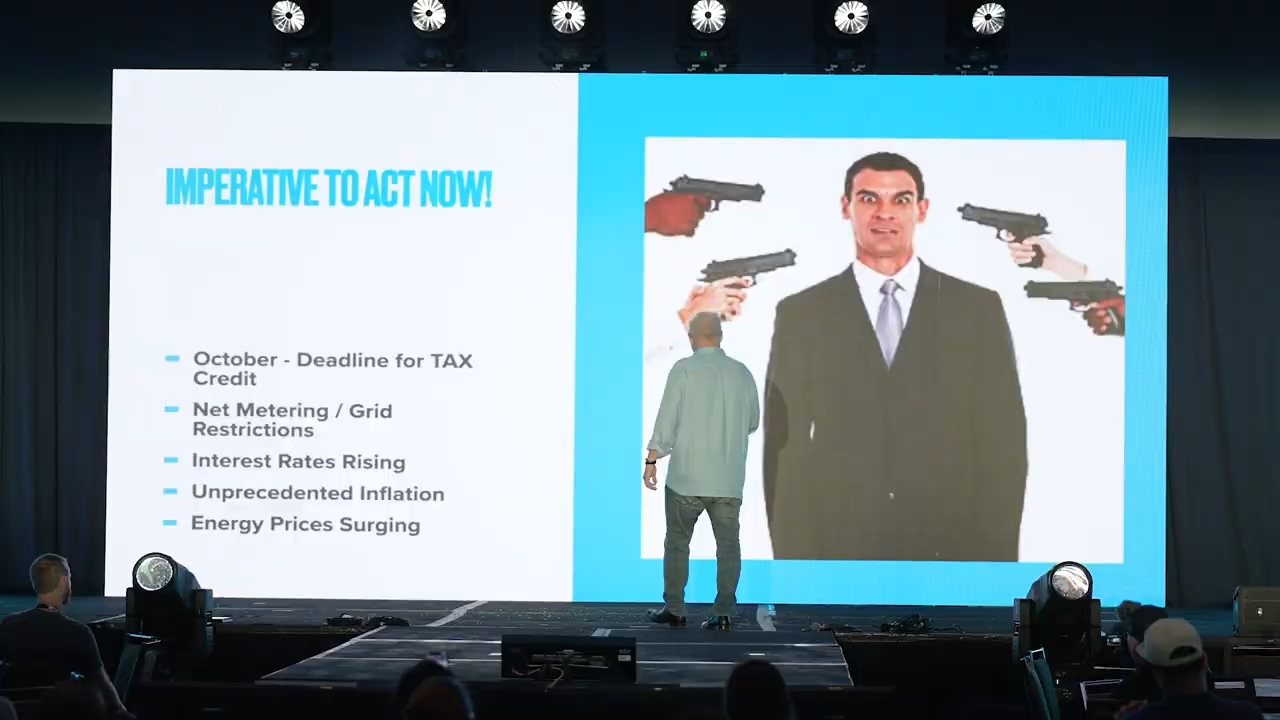 IMPERATIVE TO ACT NOW!
October - Deadline for TAX
Credit
Net Metering / Grid
Restrictions
Interest Rates Rising
Unprecedented Inflation
Energy Prices Surging